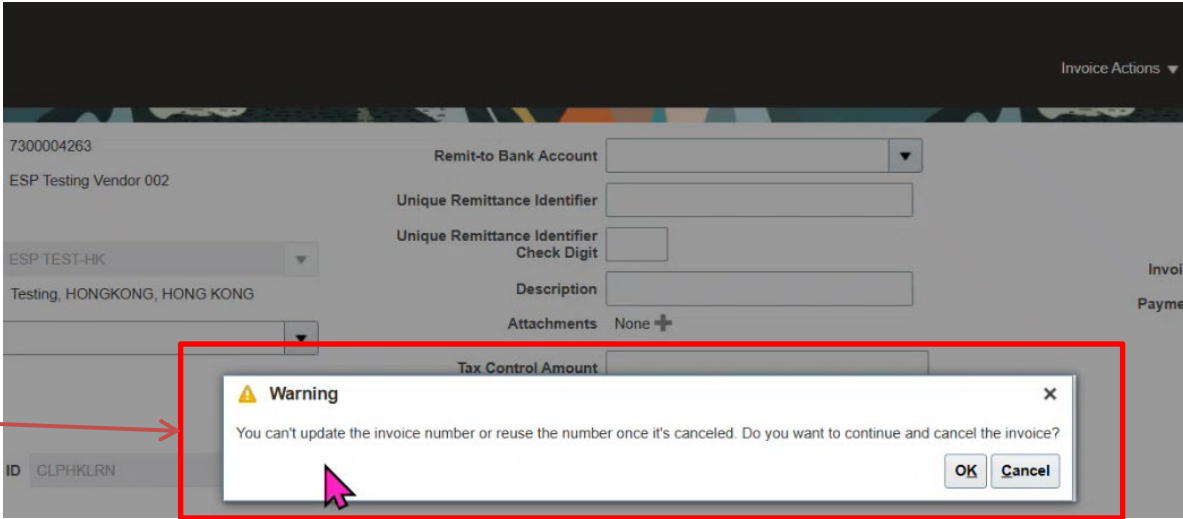 Invoice Actions
7300004263
Remit-to Bank Account
ESP Testing Vendor 002
Unique Remittance Identifier
Unique Remittance Identifier
Check Digit
ESP TEST-HK
Description
Testing, HONGKONG, HONG KONG
Attachments None
Tax Control Amount
Warning
You can't update the invoice number or reuse the number once it's canceled. Do you want to continue and cancel the invoice?
OK Cancel
ID CLPHKLRN